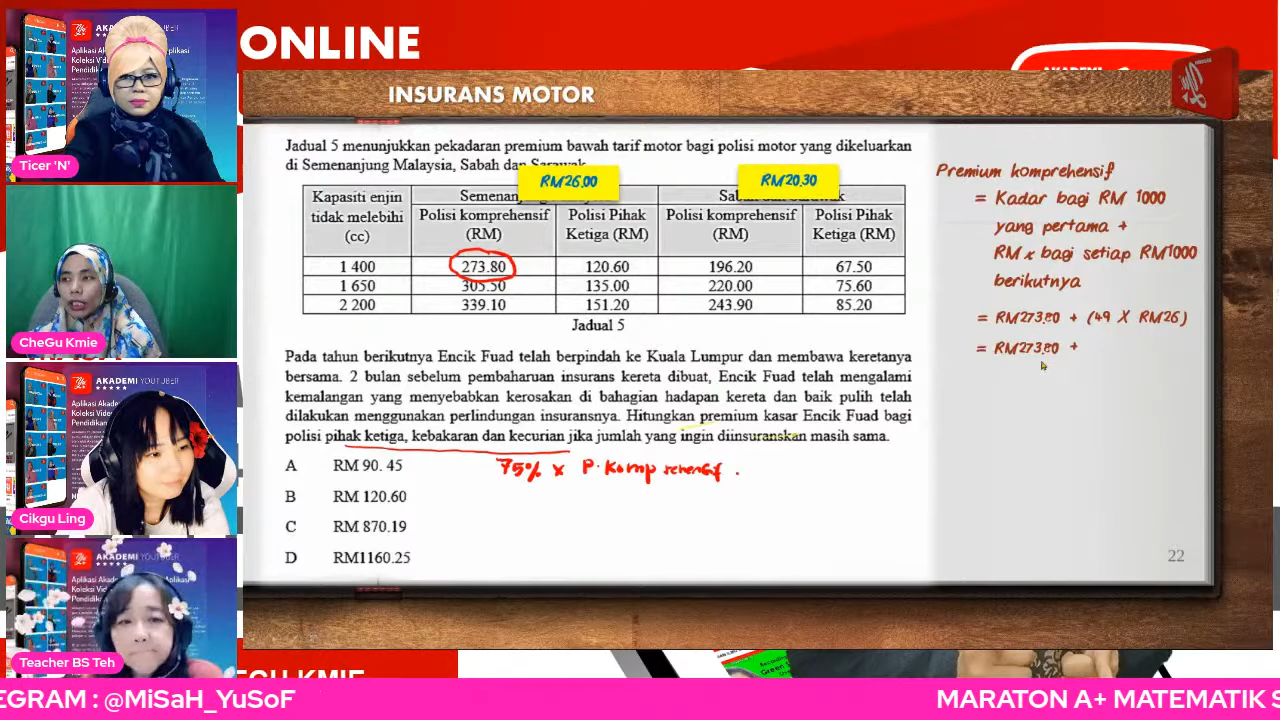 ONLINE
INSURANS MOTOR
Jadual 5 menunjukkan pekadaran premium bawah tarif motor bagi polisi motor yang dikeluarkan
di Semenanjung Malaysia, Sabah dan Sarawak
RM26.00
RM20.30
Kapasiti enjin tidak melebihi (cc)
Polisi komprehensif (RM)
Polisi Pihak Ketiga (RM)
Polisi komprehensif (RM)
Polisi Pihak Ketiga (RM)
1 400 273.80 120.60 196.20 67.50
1 650 305.50 135.00 220.00 75.60
2 200 339.10 151.20 243.90 85.20
Jadual 5
Pada tahun berikutnya Encik Fuad telah berpindah ke Kuala Lumpur dan membawa keretanya
bersama. 2 bulan sebelum pembaharuan insurans kereta dibuat, Encik Fuad telah mengalami
kemalangan yang menyebabkan kerosakan di bahagian hadapan kereta dan baik pulih telah
dilakukan menggunakan perlindungan insuransnya. Hitungkan premium kasar Encik Fuad bagi
polisi pihak ketiga, kebakaran dan kecurian jika jumlah yang ingin diinsuranskan masih sama.
A RM 90. 45
B RM 120.60
C RM 870.19
D RM1160.25
75% x P. Komprehensif.
Premium komprehensif
= Kadar bagi RM 1000
yang pertama +
RMx bagi setiap RM1000
berikutnya
= RM273.80 + (49 X RM26)
= RM273.80 +
22
Ticer 'N'
CheGu Kmie
Cikgu Ling
Teacher BS Teh
AKADEMI YOUTUBER
AKADEMI YOUTUBER
AKADEMI YOUTUBER
EGRAM : @MiSaH_YuSoF
MARATON A+ MATEMATIK S